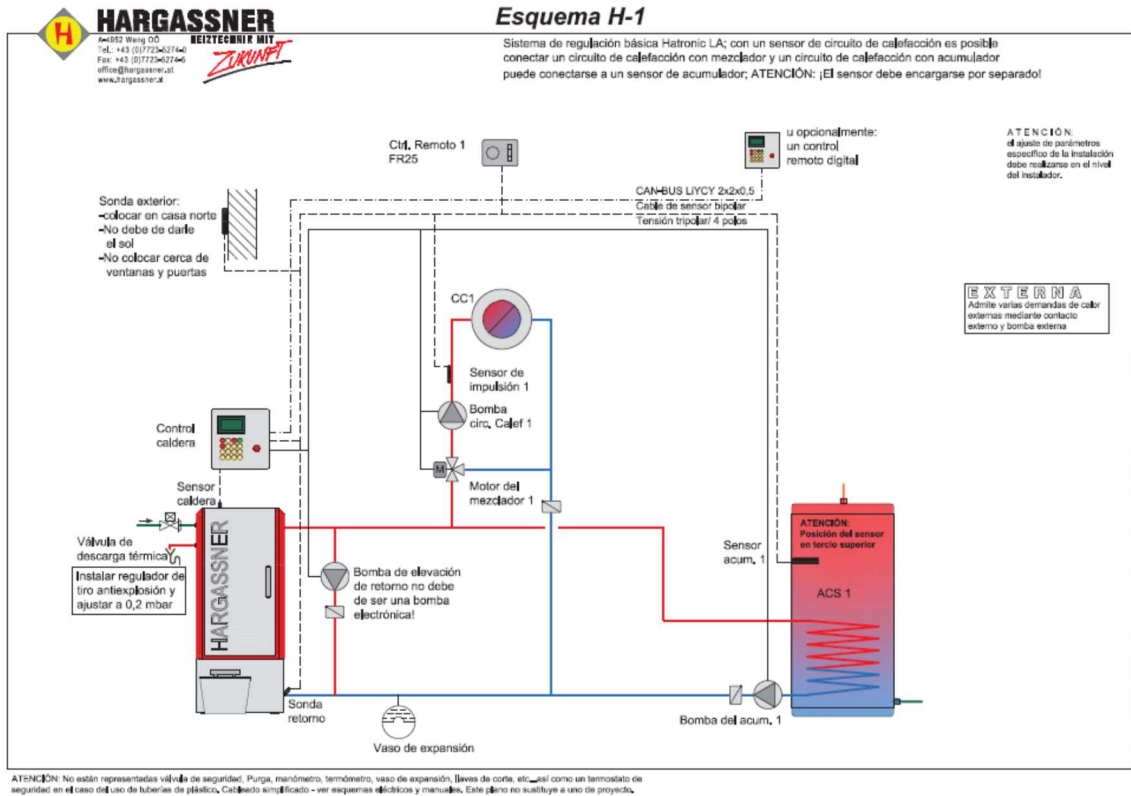 HARGASSNER
HEIZTECHNIK MIT
ZUKUNFT
A-4952 Weng OÖ
Tel.: +43 (0)7723-5274-0
Fax: +43 (0)7723-5274-5
office@hargassner.at
www.hargassner.at
Esquema H-1
Sistema de regulación básica Hatronic LA; con un sensor de circuito de calefacción es posible
conectar un circuito de calefacción con mezclador y un circuito de calefacción con acumulador
puede conectarse a un sensor de acumulador; ATENCIÓN: ¡El sensor debe encargarse por separado!
Ctrl. Remoto 1
FR25
u opcionalmente:
un control
remoto digital
ATENCIÓN:
el ajuste de parámetros
específico de la instalación
debe realizarse en el nivel
del instalador.
CAN-BUS LiYCY 2x2x0,5
Cable de sensor bipolar
Tensión tripolar/ 4 polos
Sonda exterior:
-colocar en casa norte
-No debe de darle
el sol
-No colocar cerca de
ventanas y puertas
EXTERNA
Admite varias demandas de calor
externas mediante contacto
externo y bomba externa
CC1
Sensor de
impulsión 1
Bomba
circ. Calef 1
M
Motor del
mezclador 1
Control
caldera
Sensor
caldera
Válvula de
descarga térmica
Instalar regulador de
tiro antiexplosión y
ajustar a 0,2 mbar
HARGASSNER
Bomba de elevación
de retorno no debe
de ser una bomba
electrónica!
Sensor
acum. 1
ATENCIÓN:
Posición del sensor
en tercio superior
ACS 1
Sonda
retorno
Vaso de expansión
Bomba del acum. 1
ATENCIÓN: No están representadas válvula de seguridad, Purga, manómetro, termómetro, vaso de expansión, llaves de corte, etc...así como un termostato de
seguridad en el caso del uso de tuberías de plástico. Cableado simplificado - ver esquemas eléctricos y manuales. Este plano no sustituye a uno de proyecto.